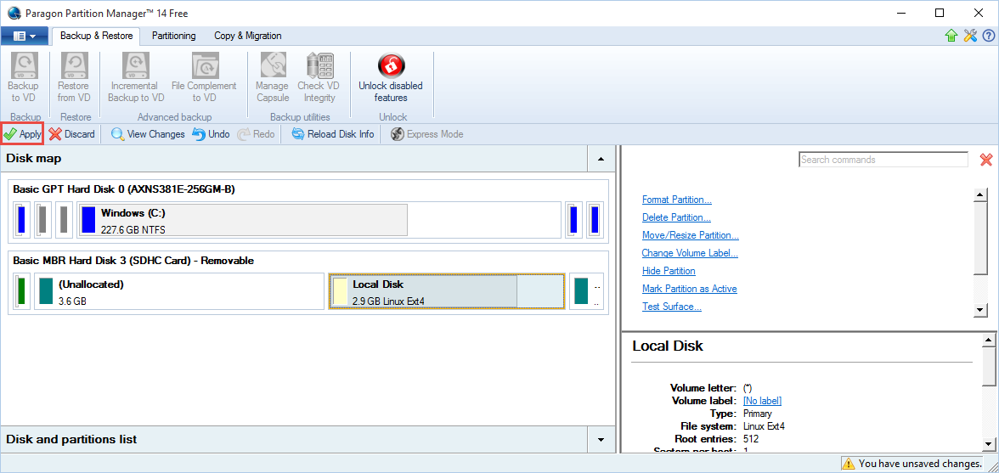 Paragon Partition Manager™ 14 Free
Backup & Restore
Partitioning
Copy & Migration
Backup
to VD
Restore
from VD
Incremental
Backup to VD
File Complement
to VD
Manage
Capsule
Check VD
Integrity
Unlock disabled
features
Backup
Restore
Advanced backup
Backup utilities
Unlock
Apply
Discard
View Changes
Undo
Redo
Reload Disk Info
Express Mode
Disk map
Basic GPT Hard Disk 0 (AXNS381E-256GM-B)
Windows (C:)
227.6 GB NTFS
Basic MBR Hard Disk 3 (SDHC Card) - Removable
(Unallocated)
3.6 GB
Local Disk
2.9 GB Linux Ext4
..
..
Disk and partitions list
Search commands
Format Partition...
Delete Partition...
Move/Resize Partition...
Change Volume Label...
Hide Partition
Mark Partition as Active
Test Surface...
Local Disk
Volume letter: (*)
Volume label: [No label]
Type: Primary
File system: Linux Ext4
Root entries: 512
Sectors per boot: 1
You have unsaved changes.